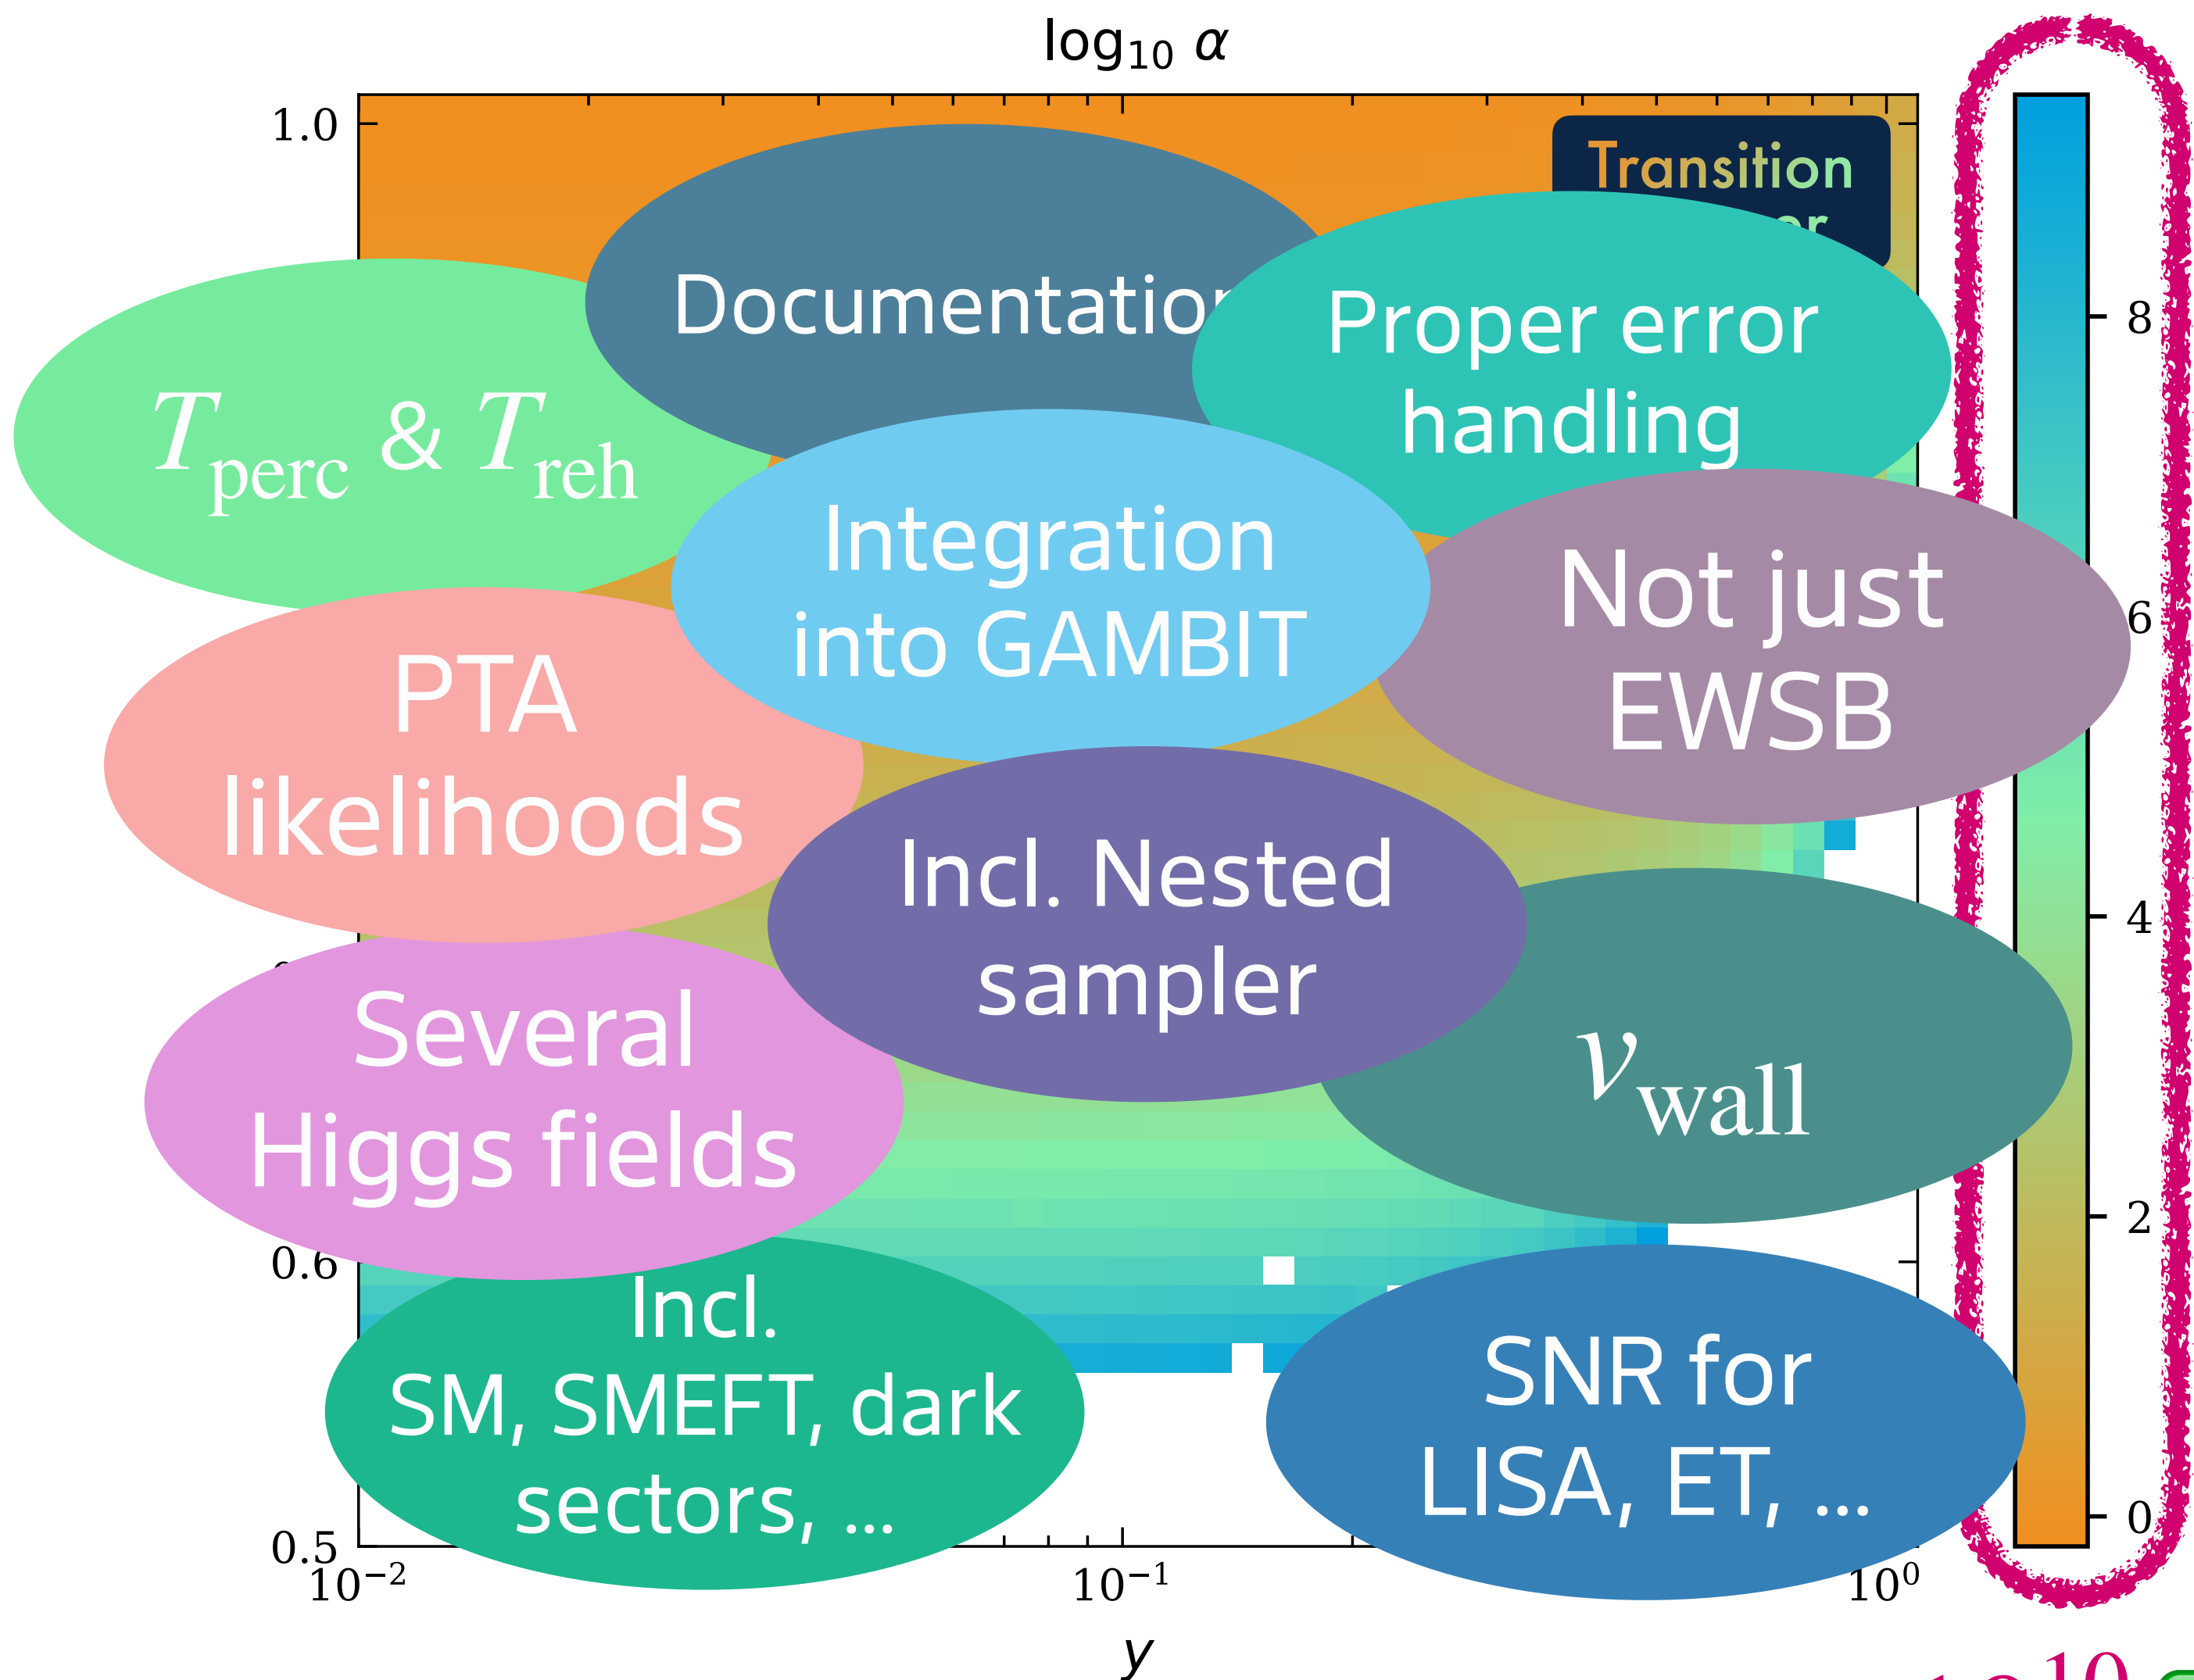 log₁₀ α
1.0
Transition
Documentation
Proper error
handling
8
T_perc & T_reh
Integration
into GAMBIT
Not just
EWSB
6
PTA
likelihoods
Incl. Nested
sampler
4
Several
Higgs fields
v_wall
2
0.6
Incl.
SM, SMEFT, dark
sectors, ...
SNR for
LISA, ET, ...
0
0.5
10⁻²
10⁻¹
10⁰
y